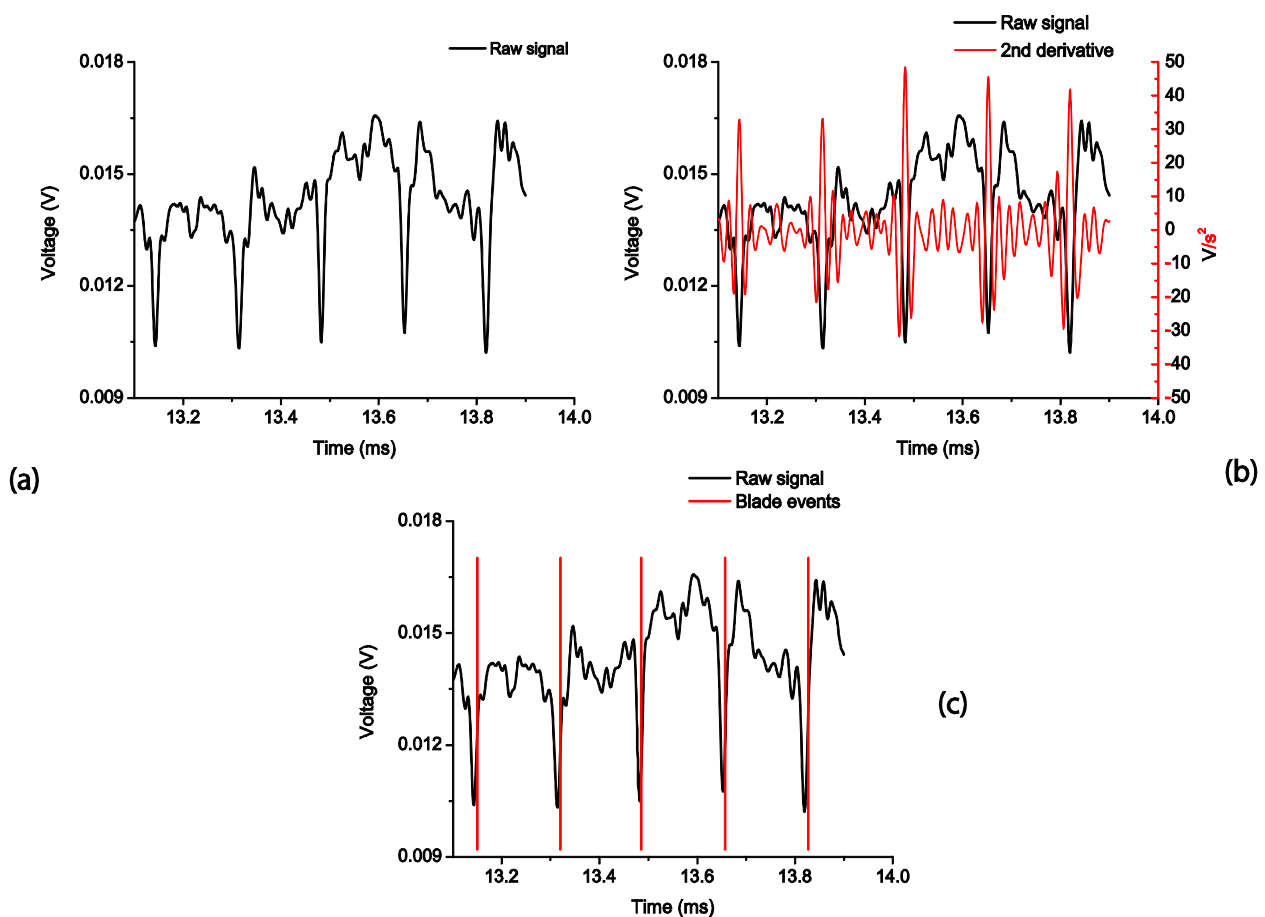 Raw signal
0.018
0.015
0.012
0.009
Voltage (V)
13.2 13.4 13.6 13.8 14.0
Time (ms)
(a)
Raw signal
2nd derivative
0.018
0.015
0.012
0.009
Voltage (V)
50
40
30
20
10
0
-10
-20
-30
-40
-50
V/s²
13.2 13.4 13.6 13.8 14.0
Time (ms)
(b)
Raw signal
Blade events
0.018
0.015
0.012
0.009
Voltage (V)
13.2 13.4 13.6 13.8 14.0
Time (ms)
(c)